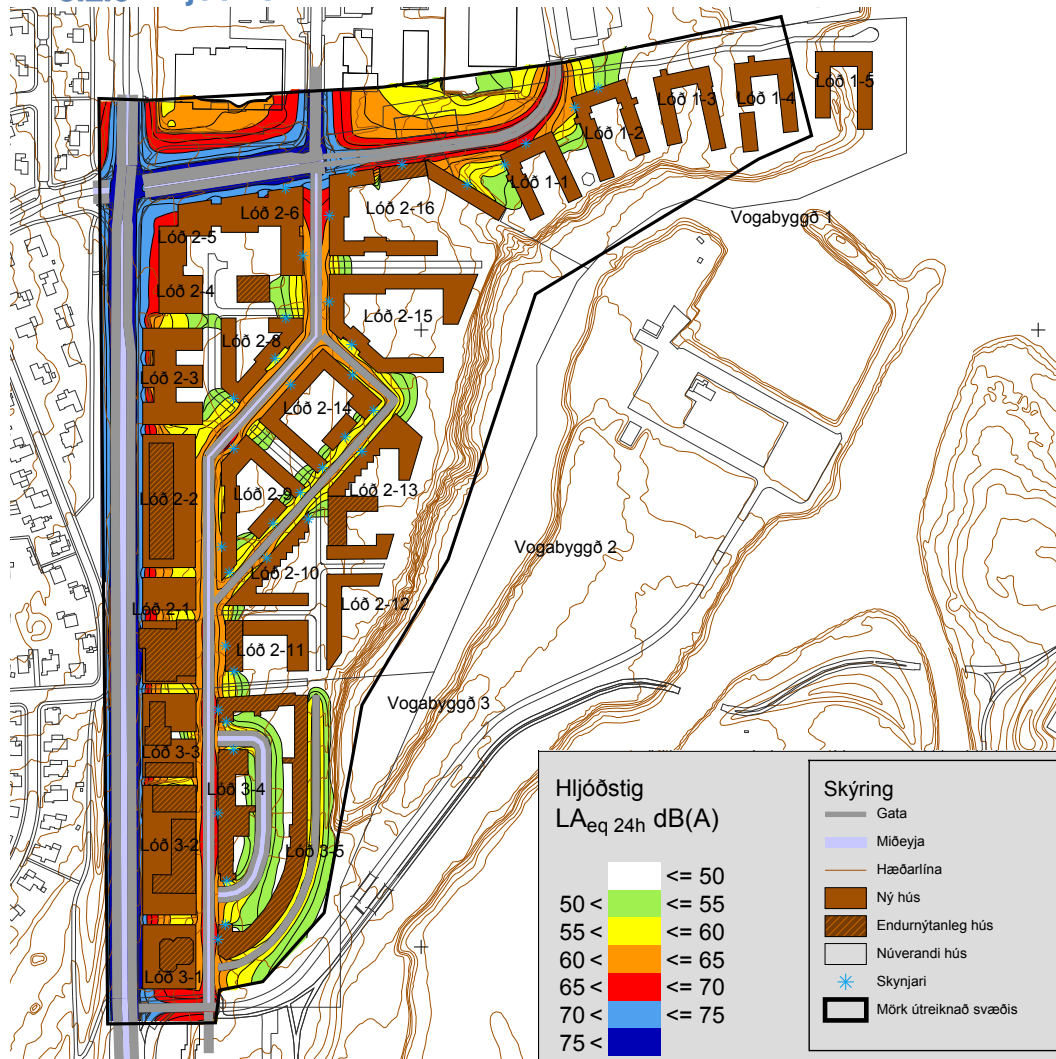 Lóð 1-5
Lóð 1-4
Lóð 1-3
Lóð 1-2
Lóð 1-1
Vogabyggð 1
Lóð 2-16
Lóð 2-6
Lóð 2-5
Lóð 2-4
Lóð 2-15
Lóð 2-8
Lóð 2-3
Lóð 2-14
Lóð 2-2
Lóð 2-9
Lóð 2-13
Vogabyggð 2
Lóð 2-10
Lóð 2-1
Lóð 2-12
Lóð 2-11
Vogabyggð 3
Lóð 3-3
Lóð 3-4
Lóð 3-2
Lóð 3-5
Lóð 3-1
Hljóðstig
LAeq 24h dB(A)
<= 50
50 < <= 55
55 < <= 60
60 < <= 65
65 < <= 70
70 < <= 75
75 <
Skýring
Gata
Miðeyja
Hæðarlína
Ný hús
Endurnýtanleg hús
Núverandi hús
Skynjari
Mörk útreiknað svæðis